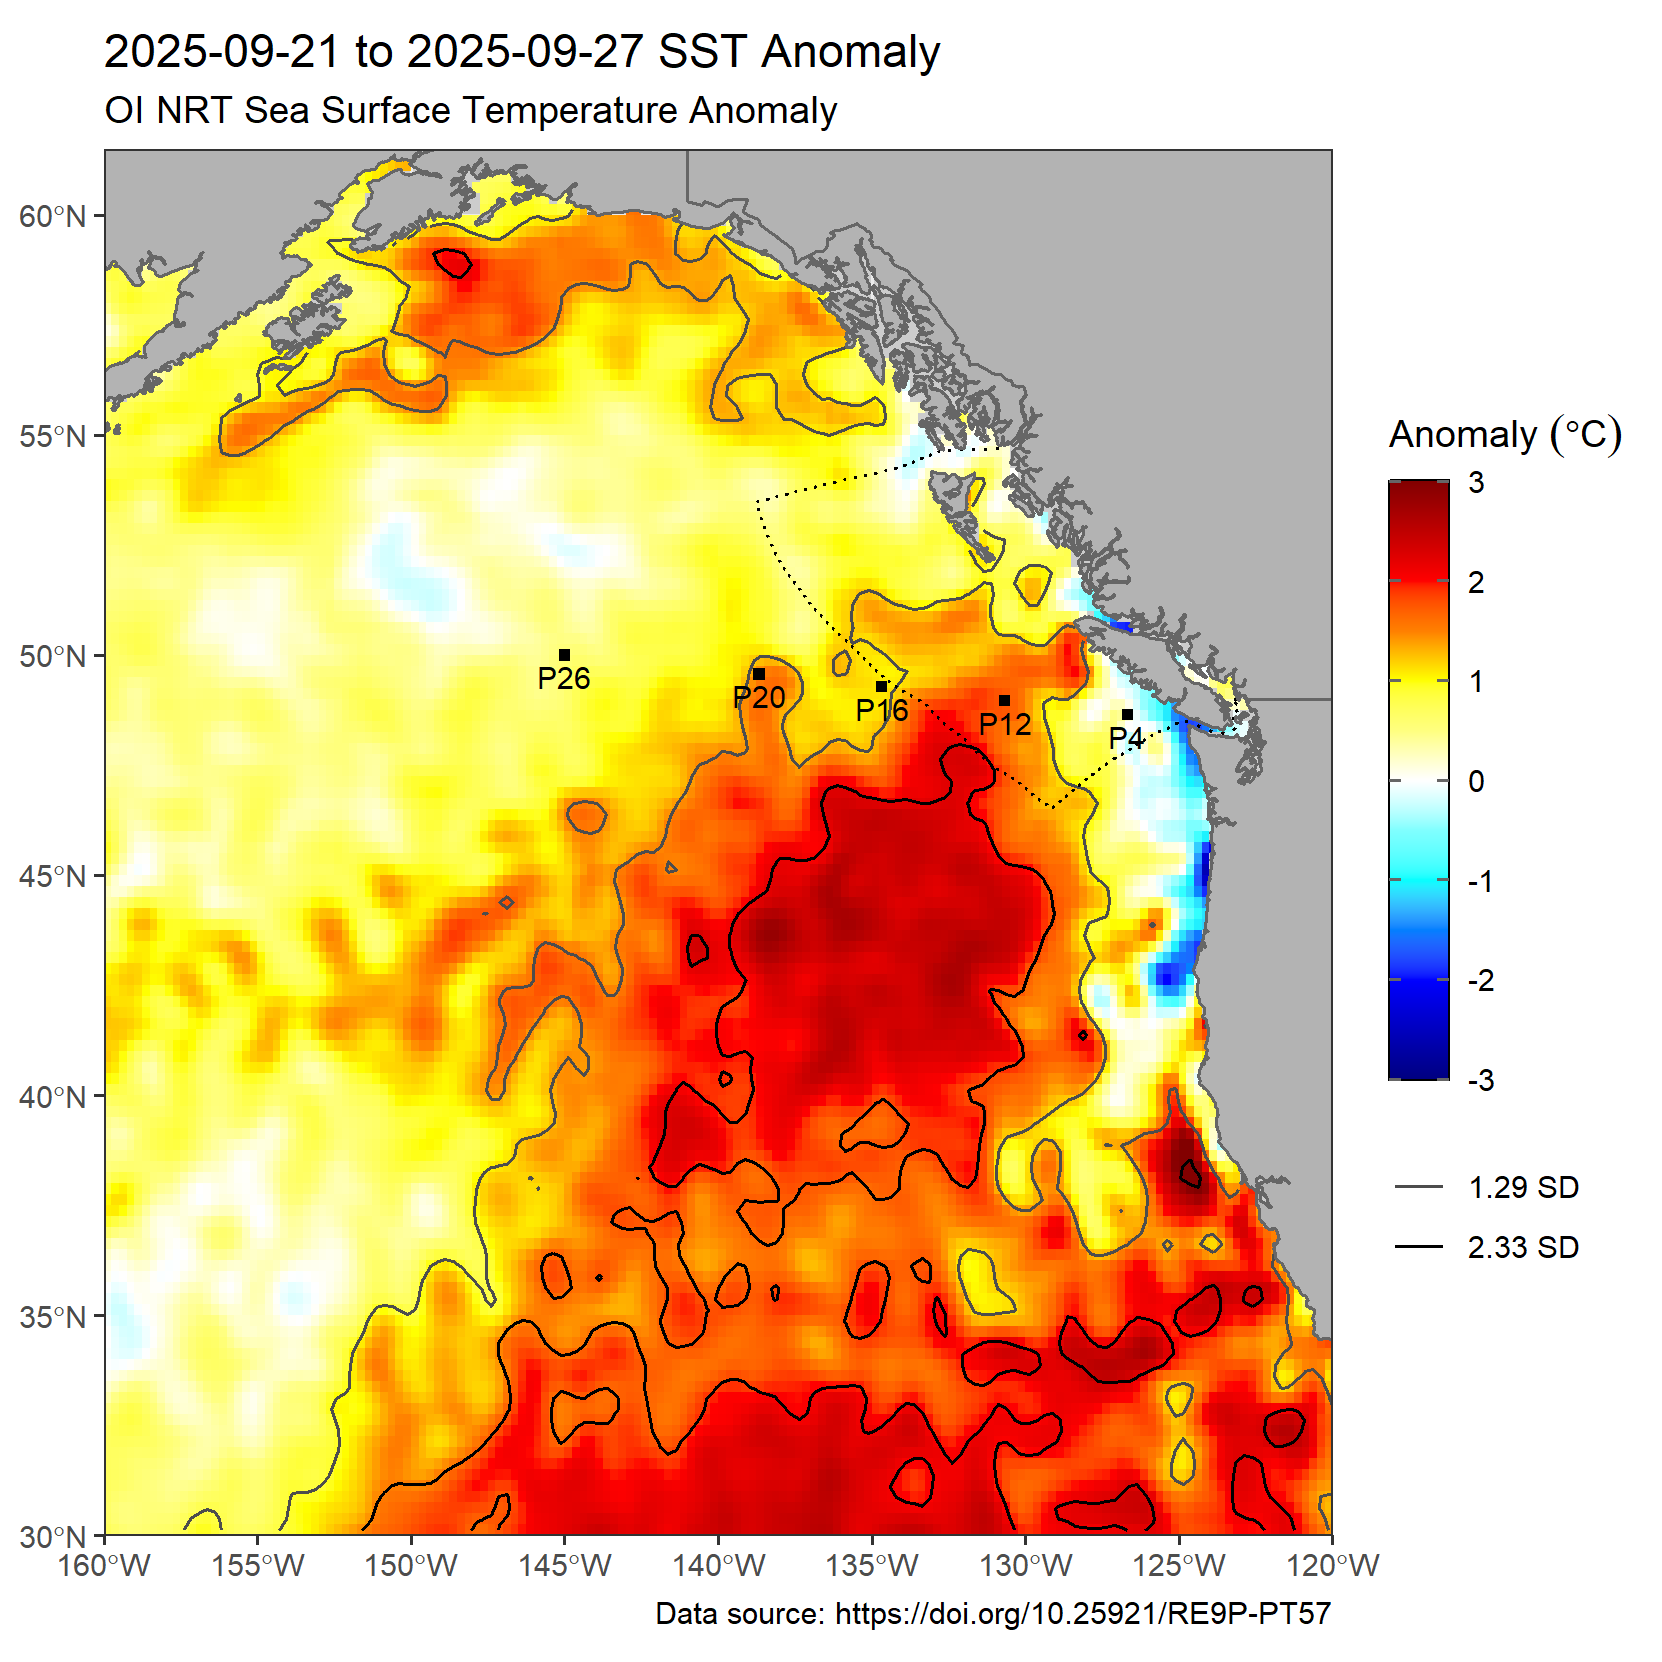 2025-09-21 to 2025-09-27 SST Anomaly
OI NRT Sea Surface Temperature Anomaly
60°N
55°N
50°N
45°N
40°N
35°N
30°N
160°W
155°W
150°W
145°W
140°W
135°W
130°W
125°W
120°W
P26
P20
P16
P12
P4
Anomaly (°C)
3
2
1
0
-1
-2
-3
1.29 SD
2.33 SD
Data source: https://doi.org/10.25921/RE9P-PT57